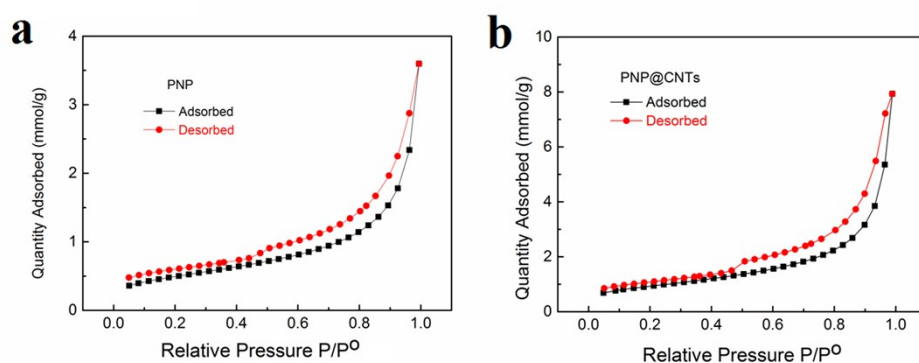 a
4
3
2
1
0
0.0 0.2 0.4 0.6 0.8 1.0
Quantity Adsorbed (mmol/g)
Relative Pressure P/P⁰
PNP
Adsorbed
Desorbed
b
10
8
6
4
2
0
0.0 0.2 0.4 0.6 0.8 1.0
Quantity Adsorbed (mmol/g)
Relative Pressure P/P⁰
PNP@CNTs
Adsorbed
Desorbed